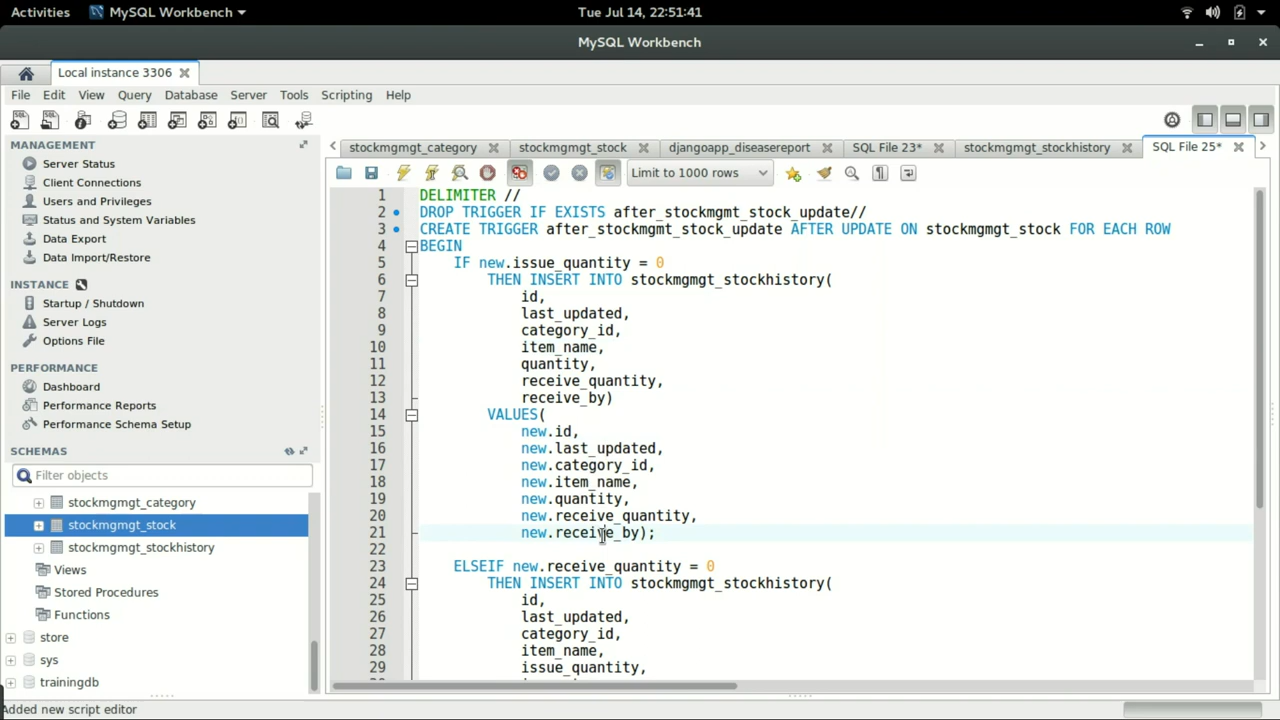 Activities MySQL Workbench Tue Jul 14, 22:51:41
MySQL Workbench
Local instance 3306
File Edit View Query Database Server Tools Scripting Help
MANAGEMENT
Server Status
Client Connections
Users and Privileges
Status and System Variables
Data Export
Data Import/Restore
INSTANCE
Startup / Shutdown
Server Logs
Options File
PERFORMANCE
Dashboard
Performance Reports
Performance Schema Setup
SCHEMAS
Filter objects
stockmgmgt_category
stockmgmgt_stock
stockmgmgt_stockhistory
Views
Stored Procedures
Functions
store
sys
trainingdb
Added new script editor
stockmgmgt_category stockmgmgt_stock djangoapp_diseasereport SQL File 23* stockmgmgt_stockhistory SQL File 25*
Limit to 1000 rows
1 DELIMITER //
2 DROP TRIGGER IF EXISTS after_stockmgmt_stock_update//
3 CREATE TRIGGER after_stockmgmt_stock_update AFTER UPDATE ON stockmgmgt_stock FOR EACH ROW
4 BEGIN
5 IF new.issue_quantity = 0
6 THEN INSERT INTO stockmgmgt_stockhistory(
7 id,
8 last_updated,
9 category_id,
10 item_name,
11 quantity,
12 receive_quantity,
13 receive_by)
14 VALUES(
15 new.id,
16 new.last_updated,
17 new.category_id,
18 new.item_name,
19 new.quantity,
20 new.receive_quantity,
21 new.receive_by);
22
23 ELSEIF new.receive_quantity = 0
24 THEN INSERT INTO stockmgmgt_stockhistory(
25 id,
26 last_updated,
27 category_id,
28 item_name,
29 issue_quantity,